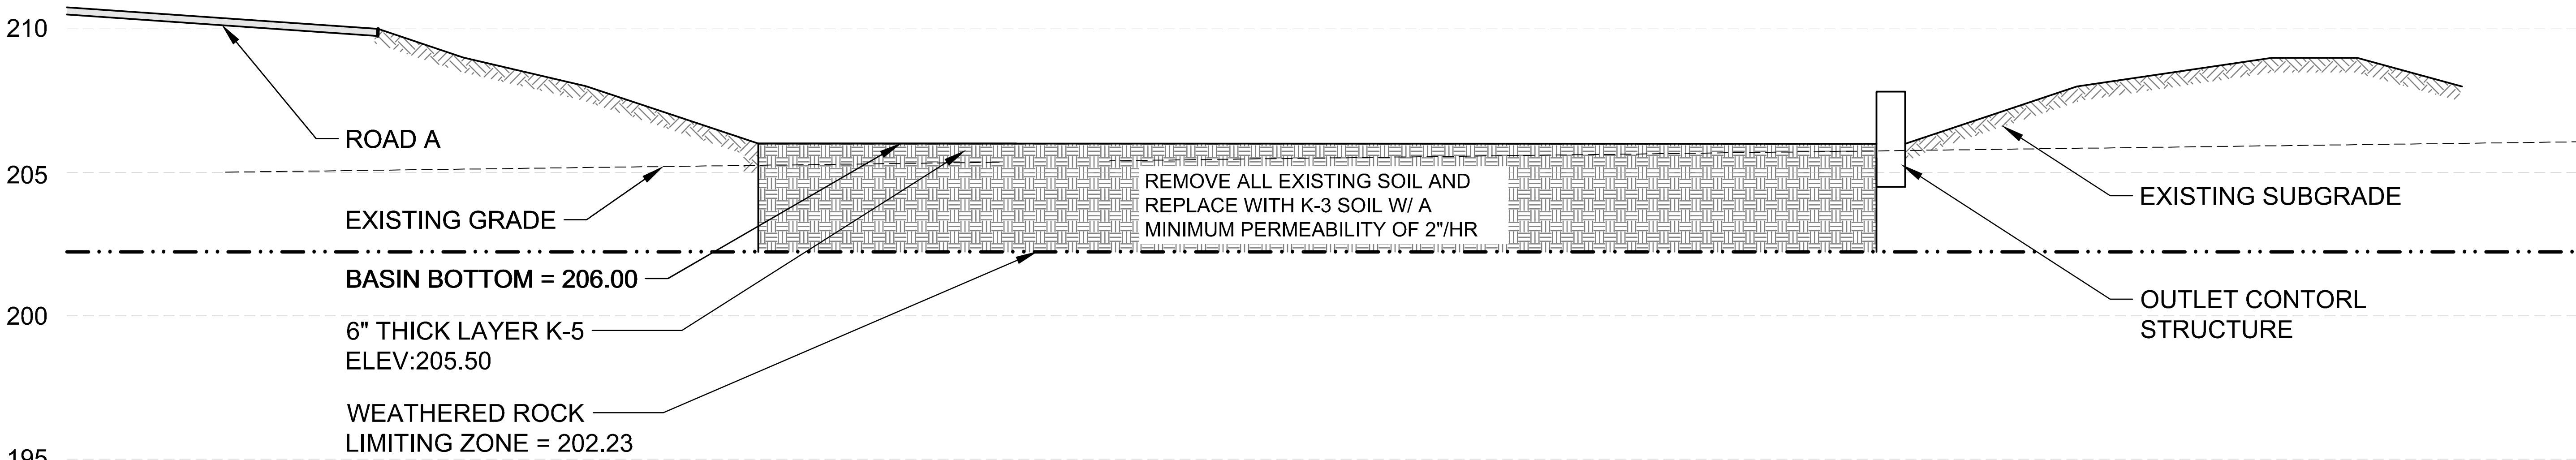 210
205
200
195
ROAD A
EXISTING GRADE
BASIN BOTTOM = 206.00
6" THICK LAYER K-5
ELEV:205.50
WEATHERED ROCK
LIMITING ZONE = 202.23
REMOVE ALL EXISTING SOIL AND
REPLACE WITH K-3 SOIL W/ A
MINIMUM PERMEABILITY OF 2"/HR
EXISTING SUBGRADE
OUTLET CONTORL
STRUCTURE